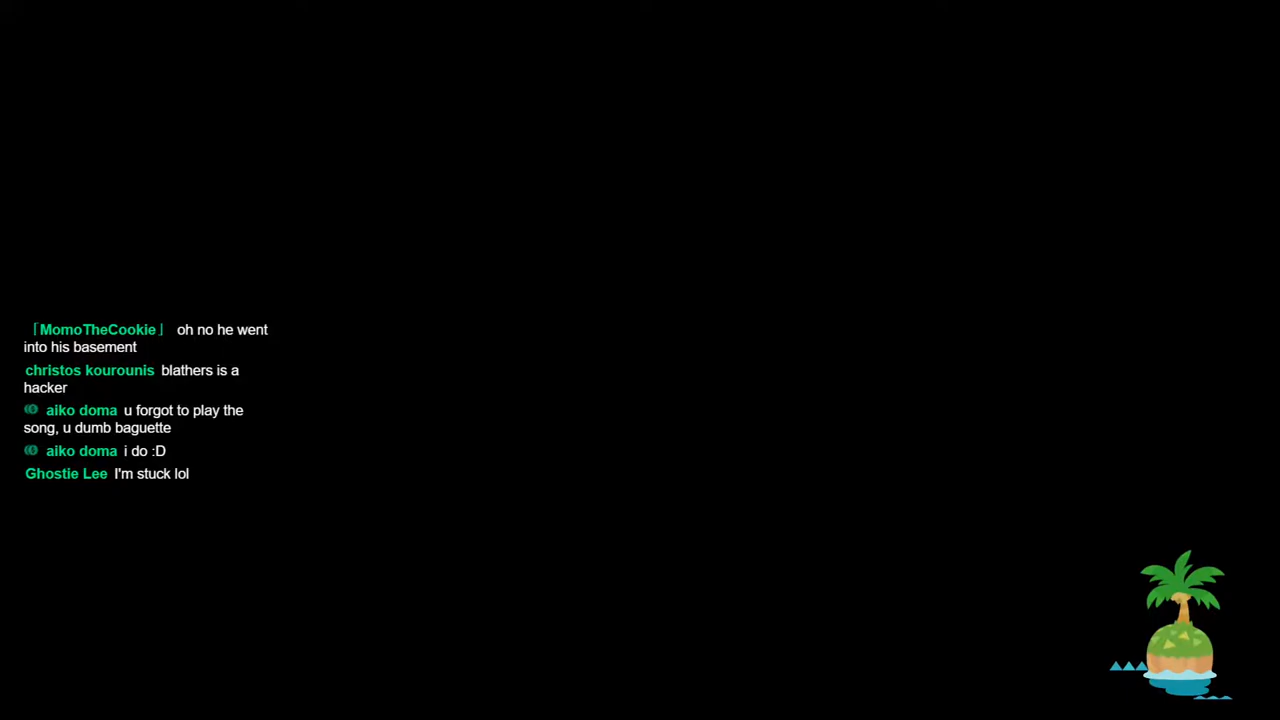 「MomoTheCookie」 oh no he went
into his basement
christos kourounis blathers is a
hacker
aiko doma u forgot to play the
song, u dumb baguette
aiko doma i do :D
Ghostie Lee I'm stuck lol